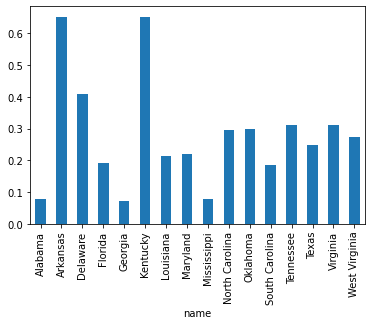 0.6
0.5
0.4
0.3
0.2
0.1
0.0
Alabama
Arkansas
Delaware
Florida
Georgia
Kentucky
Louisiana
Maryland
Mississippi
North Carolina
Oklahoma
South Carolina
Tennessee
Texas
Virginia
West Virginia
name